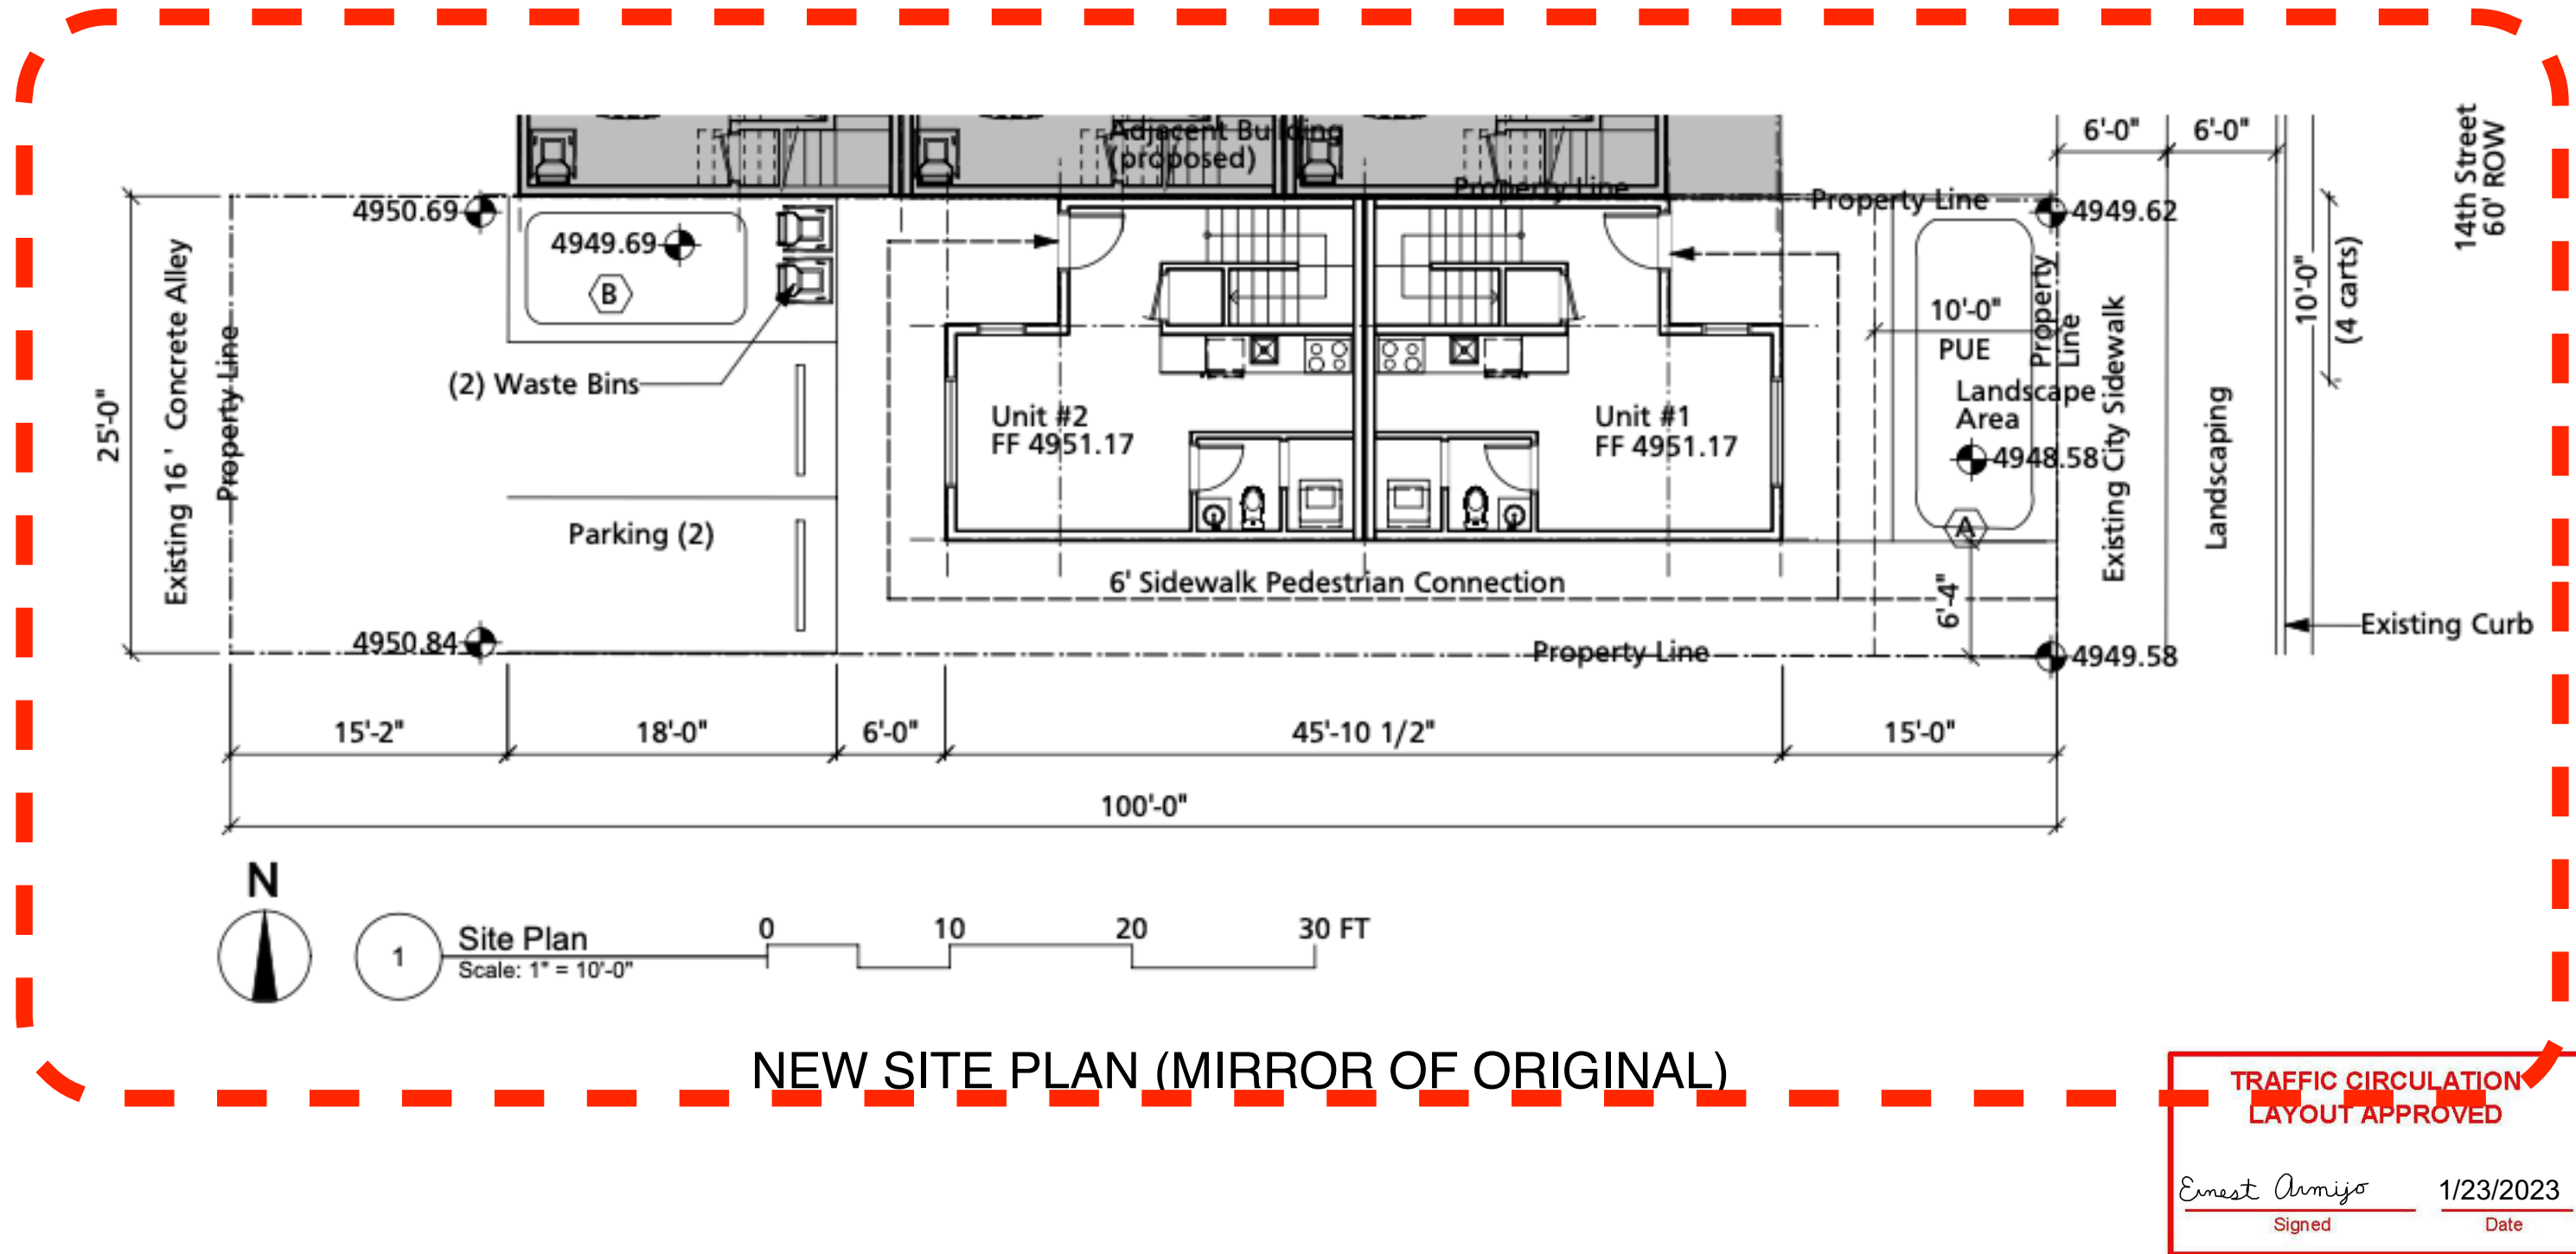 Adjacent Building
(proposed)
6'-0"
6'-0"
14th Street
60' ROW
Property Line
Property Line
4950.69
4949.62
4949.69
B
Existing 16' Concrete Alley
Property Line
25'-0"
(2) Waste Bins
Unit #2
FF 4951.17
Unit #1
FF 4951.17
10'-0"
PUE
Property
Line
Landscape
Area
4948.58
A
Existing City Sidewalk
Landscaping
10'-0"
(4 carts)
Parking (2)
6' Sidewalk Pedestrian Connection
6'-4"
Existing Curb
4950.84
Property Line
4949.58
15'-2"
18'-0"
6'-0"
45'-10 1/2"
15'-0"
100'-0"
N
1
Site Plan
Scale: 1" = 10'-0"
0 10 20 30 FT
NEW SITE PLAN (MIRROR OF ORIGINAL)
TRAFFIC CIRCULATION
LAYOUT APPROVED
Ernest Armijo
1/23/2023
Signed
Date